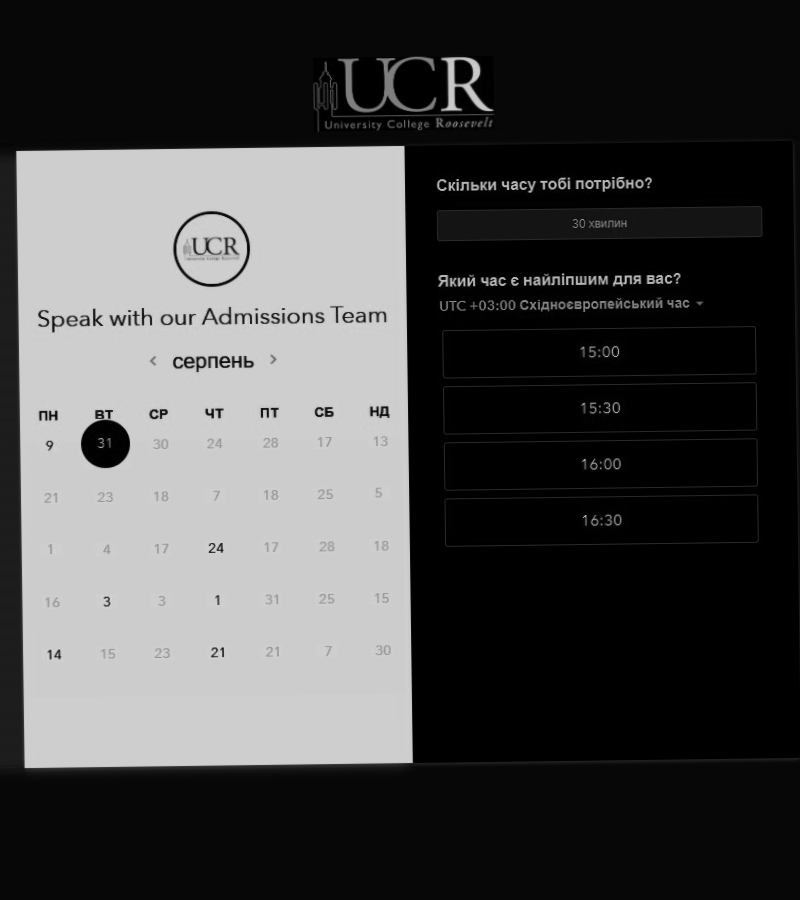 UCR
University College Roosevelt
UCR
Speak with our Admissions Team
серпень
ПН ВТ СР ЧТ ПТ СБ НД
9 31 30 24 28 17 13
21 23 18 7 18 25 5
1 4 17 24 17 28 18
16 3 3 1 31 25 15
14 15 23 21 21 7 30
Скільки часу тобі потрібно?
30 хвилин
Який час є найліпшим для вас?
UTC +03:00 Східноєвропейський час
15:00
15:30
16:00
16:30